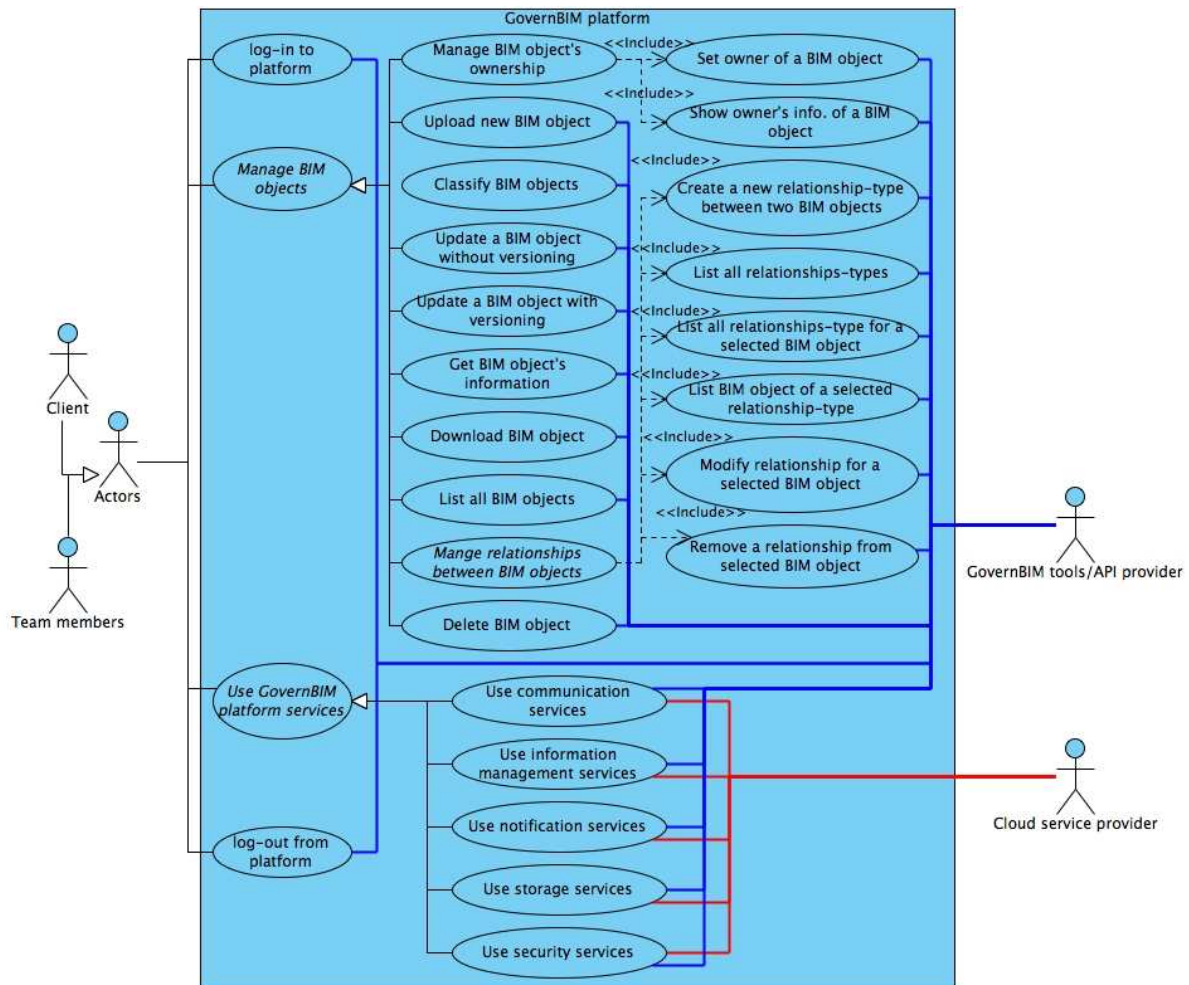 GovernBIM platform
log-in to
platform
Manage BIM object's
ownership
<<Include>>
Set owner of a BIM object
<<Include>>
Show owner's info. of a BIM
object
Upload new BIM object
Manage BIM
objects
Classify BIM objects
<<Include>>
Create a new relationship-type
between two BIM objects
Update a BIM object
without versioning
<<Include>>
List all relationships-types
Update a BIM object with
versioning
<<Include>>
List all relationships-type for a
selected BIM object
Get BIM object's
information
<<Include>>
List BIM object of a selected
relationship-type
Client
Download BIM object
<<Include>>
Modify relationship for a
selected BIM object
Actors
List all BIM objects
<<Include>>
Mange relationships
between BIM objects
Remove a relationship from
selected BIM object
GovernBIM tools/API provider
Team members
Delete BIM object
Use GovernBIM
platform services
Use communication
services
Use information
management services
Use notification services
Cloud service provider
log-out from
platform
Use storage services
Use security services